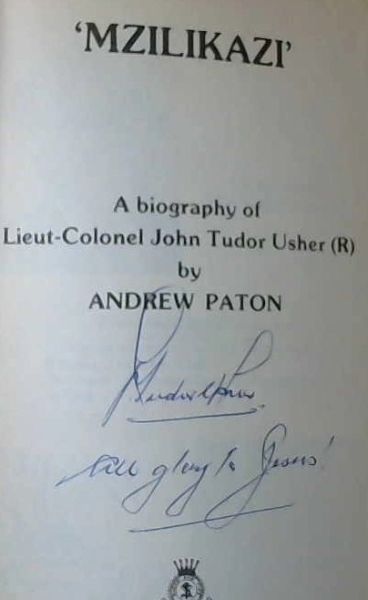 'MZILIKAZI'
A biography of
Lieut-Colonel John Tudor Usher (R)
by
ANDREW PATON
all glory to Jesus!